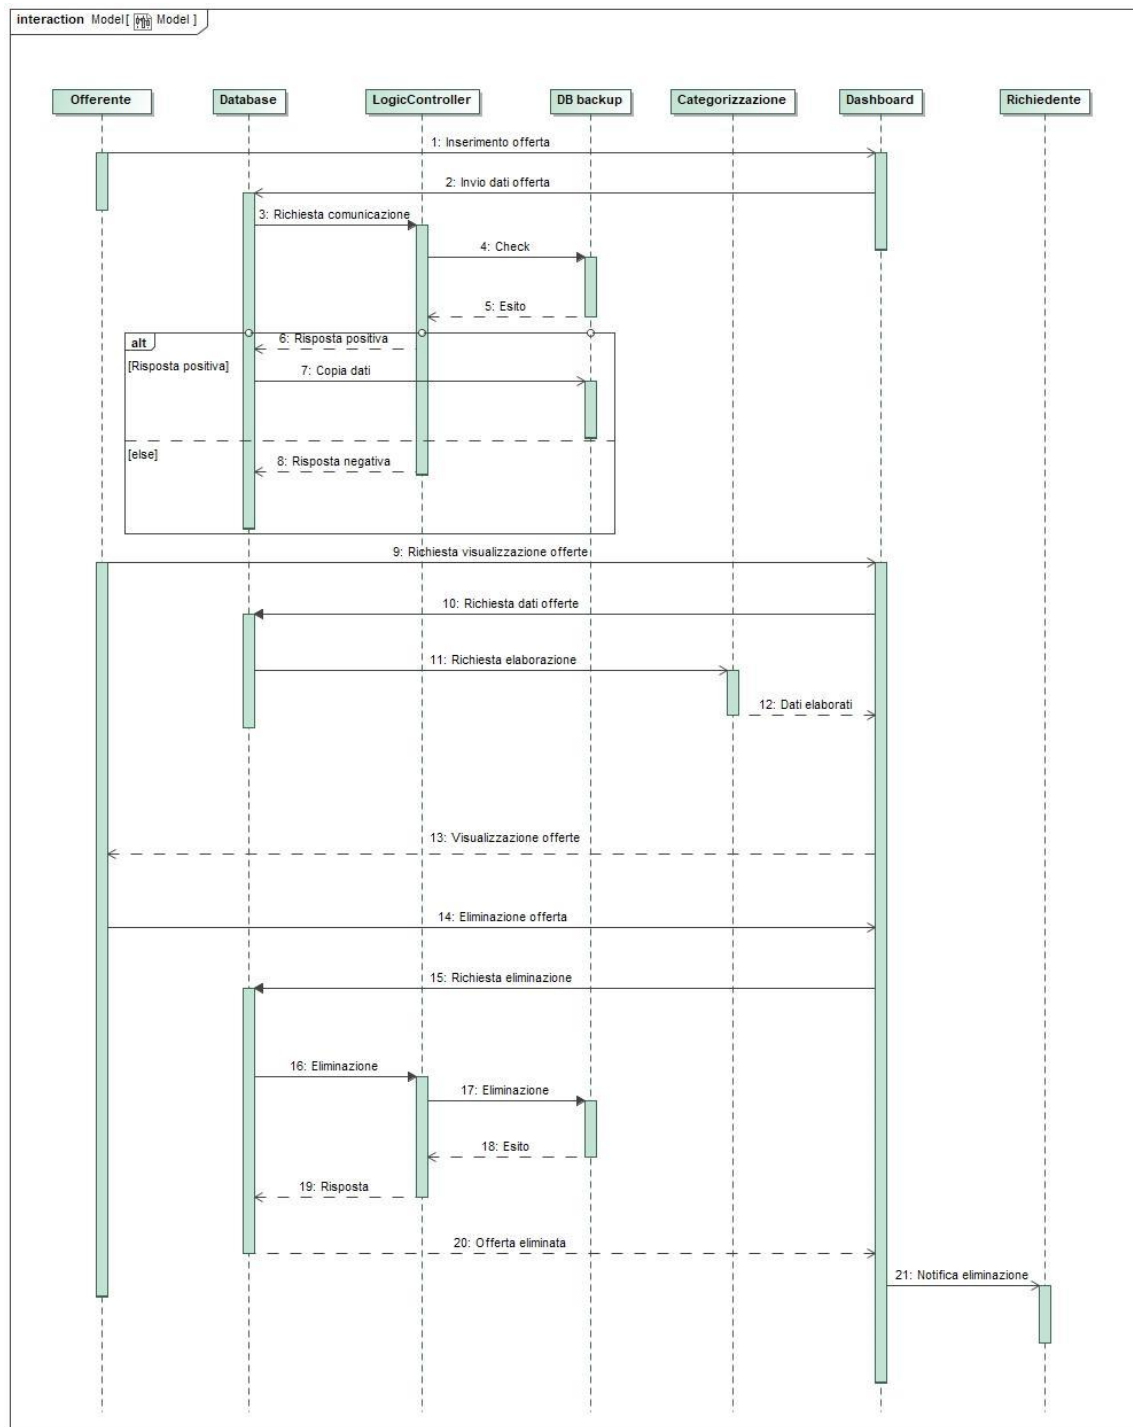 interaction Model[ Model ]
Offerente Database LogicController DB backup Categorizzazione Dashboard Richiedente
1: Inserimento offerta
2: Invio dati offerta
3: Richiesta comunicazione
4: Check
5: Esito
alt
6: Risposta positiva
[Risposta positiva]
7: Copia dati
[else]
8: Risposta negativa
9: Richiesta visualizzazione offerte
10: Richiesta dati offerte
11: Richiesta elaborazione
12: Dati elaborati
13: Visualizzazione offerte
14: Eliminazione offerta
15: Richiesta eliminazione
16: Eliminazione
17: Eliminazione
18: Esito
19: Risposta
20: Offerta eliminata
21: Notifica eliminazione